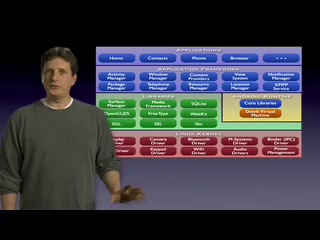 APPLICATIONS
Home Contacts Phone Browser ...
APPLICATION FRAMEWORK
Activity Manager Window Manager Content Providers View System Notification Manager
Package Manager Telephony Manager Resource Manager Location Manager XMPP Service
LIBRARIES
Surface Manager Media Framework SQLite
OpenGL|ES FreeType WebKit
SGL SSL libc
ANDROID RUNTIME
Core Libraries
Dalvik Virtual Machine
LINUX KERNEL
Driver Camera Driver Bluetooth Driver M-Systems Driver Binder (IPC) Driver
Driver Keypad Driver WiFi Driver Audio Drivers Power Management